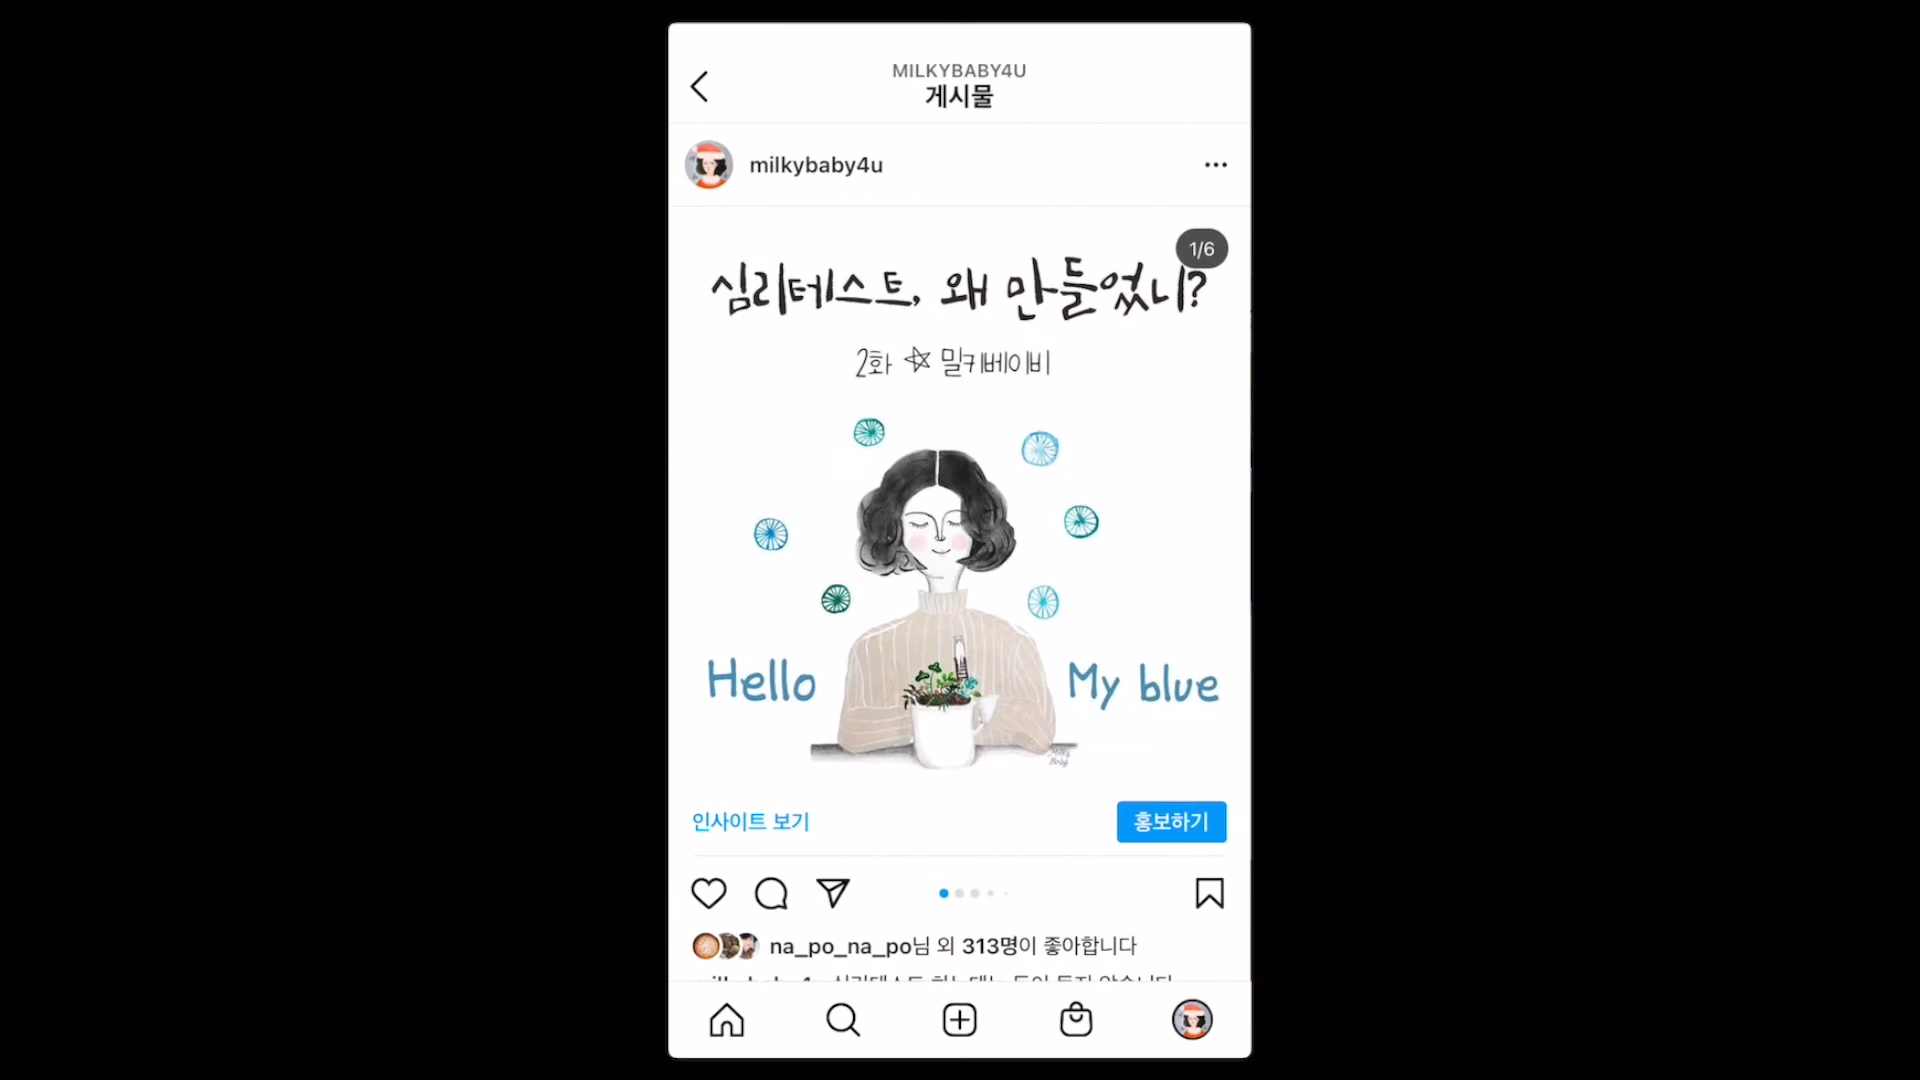 MILKYBABY4U
게시물
milkybaby4u
1/6
심리테스트, 왜 만들었니?
2화 ☆ 밀키베이비
Hello
My blue
Milky
Baby
인사이트 보기
홍보하기
na_po_na_po님 외 313명이 좋아합니다